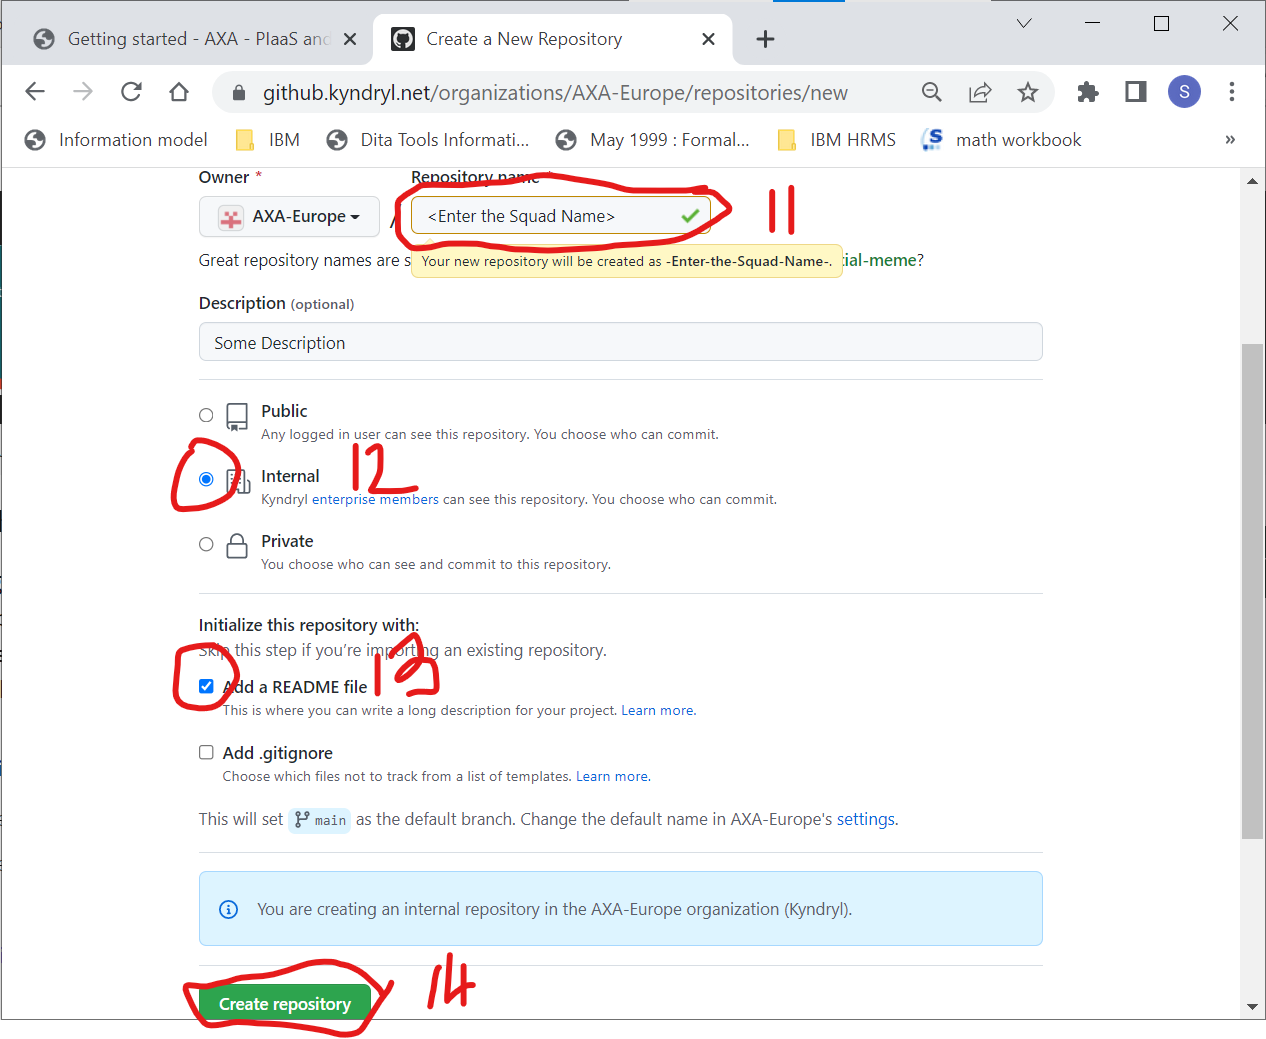 Getting started - AXA - PIaaS and
Create a New Repository
github.kyndryl.net/organizations/AXA-Europe/repositories/new
S
Information model
IBM
Dita Tools Informati...
May 1999 : Formal...
IBM HRMS
S
math workbook
»
Owner *
Repository name *
AXA-Europe
/
<Enter the Squad Name>
11
Great repository names are s
Your new repository will be created as -Enter-the-Squad-Name-.
ial-meme?
Description (optional)
Some Description
Public
Any logged in user can see this repository. You choose who can commit.
12
Internal
Kyndryl enterprise members can see this repository. You choose who can commit.
Private
You choose who can see and commit to this repository.
Initialize this repository with:
Skip this step if you're importing an existing repository.
13
Add a README file
This is where you can write a long description for your project. Learn more.
Add .gitignore
Choose which files not to track from a list of templates. Learn more.
This will set main as the default branch. Change the default name in AXA-Europe's settings.
You are creating an internal repository in the AXA-Europe organization (Kyndryl).
14
Create repository